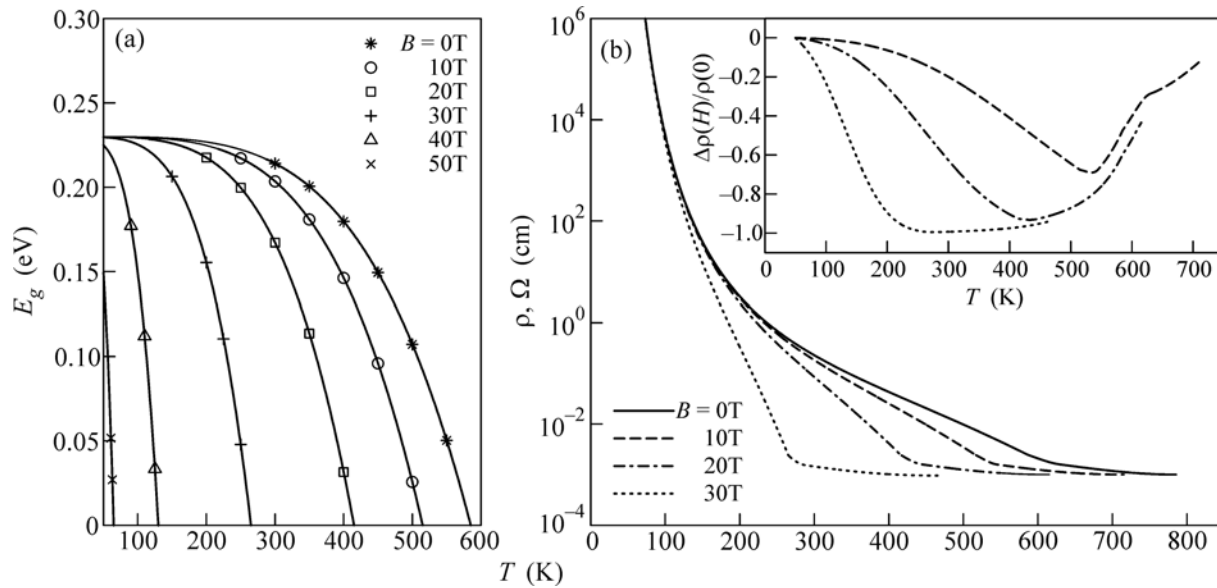 (a)
B = 0T
10T
20T
30T
40T
50T
E_g (eV)
0.30
0.25
0.20
0.15
0.10
0.05
0
100 200 300 400 500 600
(b)
ρ, Ω (cm)
10^6
10^4
10^2
10^0
10^−2
10^−4
0 100 200 300 400 500 600 700 800
B = 0T
10T
20T
30T
Δρ(H)/ρ(0)
0
−0.2
−0.4
−0.6
−0.8
−1.0
0 100 200 300 400 500 600 700
T (K)
T (K)